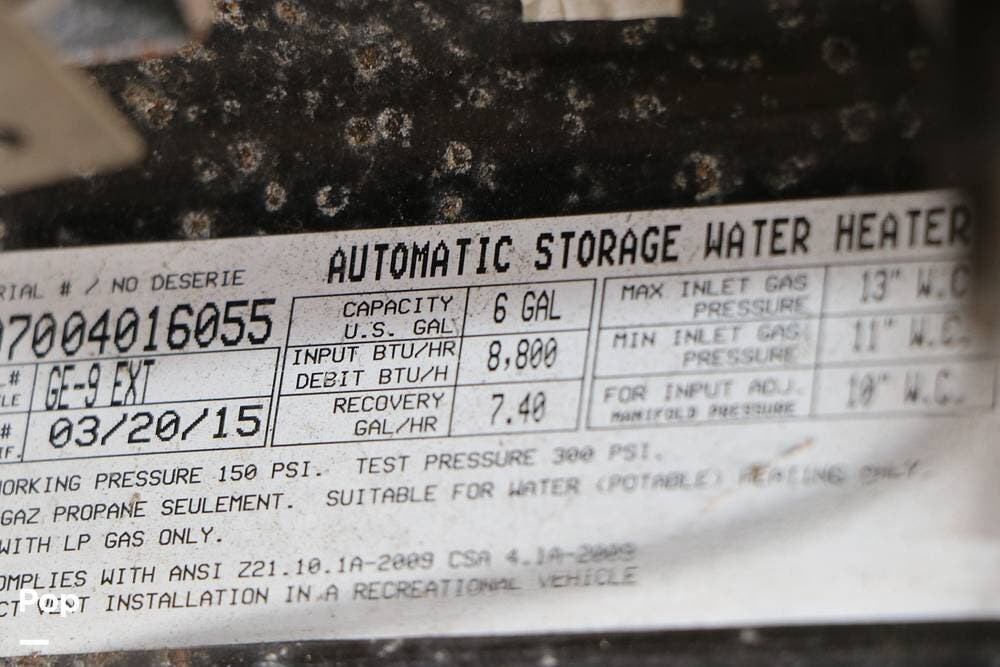 AUTOMATIC STORAGE WATER HEATER
RIAL # / NO DESERIE
07004016055
CAPACITY U.S. GAL 6 GAL
MAX INLET GAS PRESSURE 13" W.C
INPUT BTU/HR DEBIT BTU/H 8,800
MIN INLET GAS PRESSURE 11" W.C.
# GE-9 EXT
RECOVERY GAL/HR 7.40
FOR INPUT ADJ. MANIFOLD PRESSURE 10" W.C.
# 03/20/15
WORKING PRESSURE 150 PSI. TEST PRESSURE 300 PSI.
GAZ PROPANE SEULEMENT. SUITABLE FOR WATER (POTABLE) HEATING ONLY.
WITH LP GAS ONLY.
OMPLIES WITH ANSI Z21.10.1A-2009 CSA 4.1A-2009
CT VENT INSTALLATION IN A RECREATIONAL VEHICLE
Pop